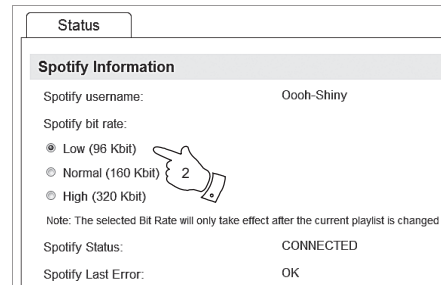 Status
Spotify Information
Spotify username: Oooh-Shiny
Spotify bit rate:
Low (96 Kbit)
Normal (160 Kbit)
2
High (320 Kbit)
Note: The selected Bit Rate will only take effect after the current playlist is changed
Spotify Status: CONNECTED
Spotify Last Error: OK